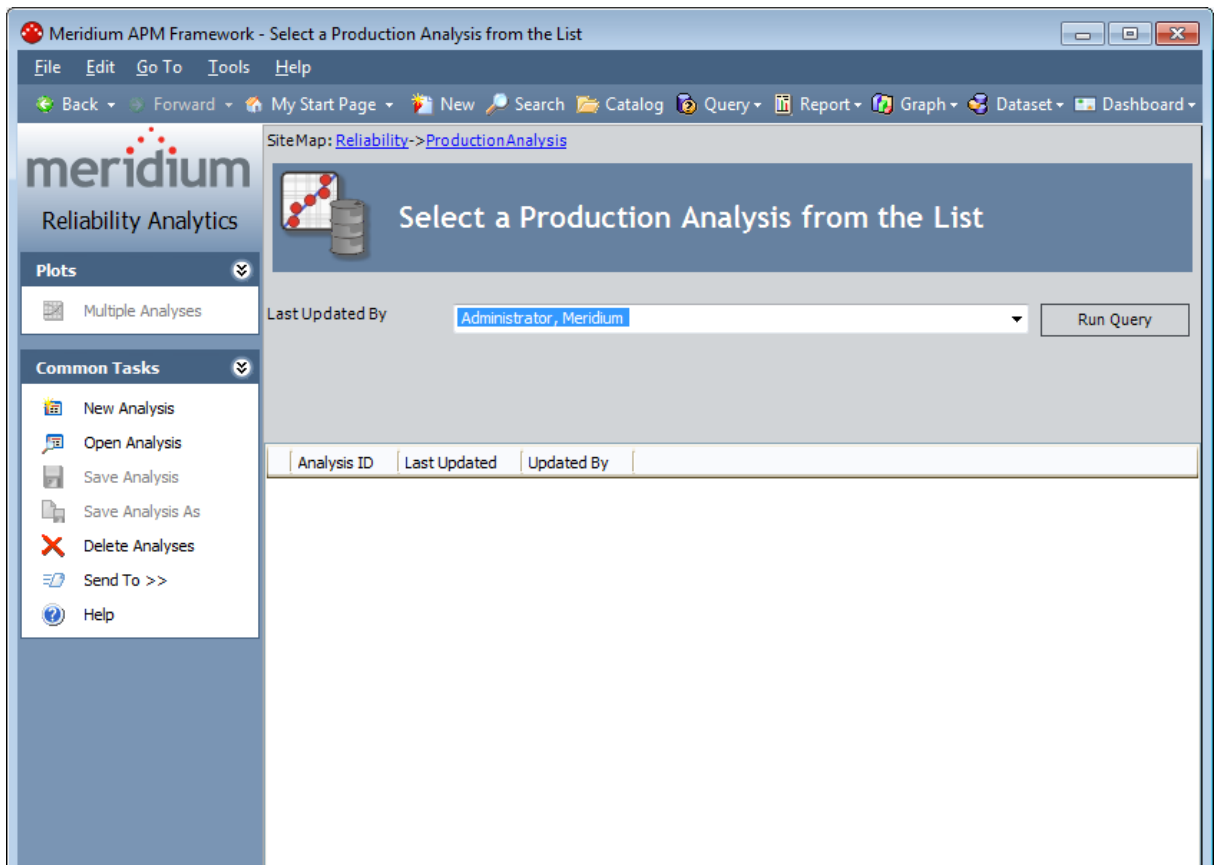 Meridium APM Framework - Select a Production Analysis from the List
File Edit Go To Tools Help
Back Forward My Start Page New Search Catalog Query Report Graph Dataset Dashboard
meridium
Reliability Analytics
Plots
Multiple Analyses
Common Tasks
New Analysis
Open Analysis
Save Analysis
Save Analysis As
Delete Analyses
Send To >>
Help
SiteMap: Reliability->ProductionAnalysis
Select a Production Analysis from the List
Last Updated By Administrator, Meridium Run Query
Analysis ID Last Updated Updated By